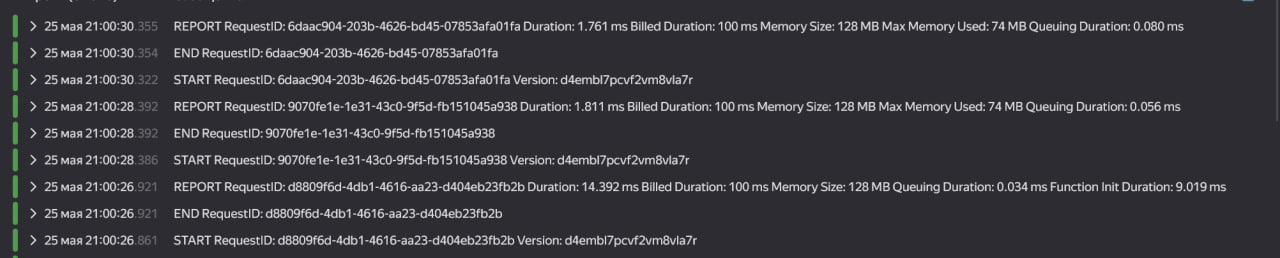 25 мая 21:00:30.355 REPORT RequestID: 6daac904-203b-4626-bd45-07853afa01fa Duration: 1.761 ms Billed Duration: 100 ms Memory Size: 128 MB Max Memory Used: 74 MB Queuing Duration: 0.080 ms
25 мая 21:00:30.354 END RequestID: 6daac904-203b-4626-bd45-07853afa01fa
25 мая 21:00:30.322 START RequestID: 6daac904-203b-4626-bd45-07853afa01fa Version: d4embl7pcvf2vm8vla7r
25 мая 21:00:28.392 REPORT RequestID: 9070fe1e-1e31-43c0-9f5d-fb151045a938 Duration: 1.811 ms Billed Duration: 100 ms Memory Size: 128 MB Max Memory Used: 74 MB Queuing Duration: 0.056 ms
25 мая 21:00:28.392 END RequestID: 9070fe1e-1e31-43c0-9f5d-fb151045a938
25 мая 21:00:28.386 START RequestID: 9070fe1e-1e31-43c0-9f5d-fb151045a938 Version: d4embl7pcvf2vm8vla7r
25 мая 21:00:26.921 REPORT RequestID: d8809f6d-4db1-4616-aa23-d404eb23fb2b Duration: 14.392 ms Billed Duration: 100 ms Memory Size: 128 MB Queuing Duration: 0.034 ms Function Init Duration: 9.019 ms
25 мая 21:00:26.921 END RequestID: d8809f6d-4db1-4616-aa23-d404eb23fb2b
25 мая 21:00:26.861 START RequestID: d8809f6d-4db1-4616-aa23-d404eb23fb2b Version: d4embl7pcvf2vm8vla7r